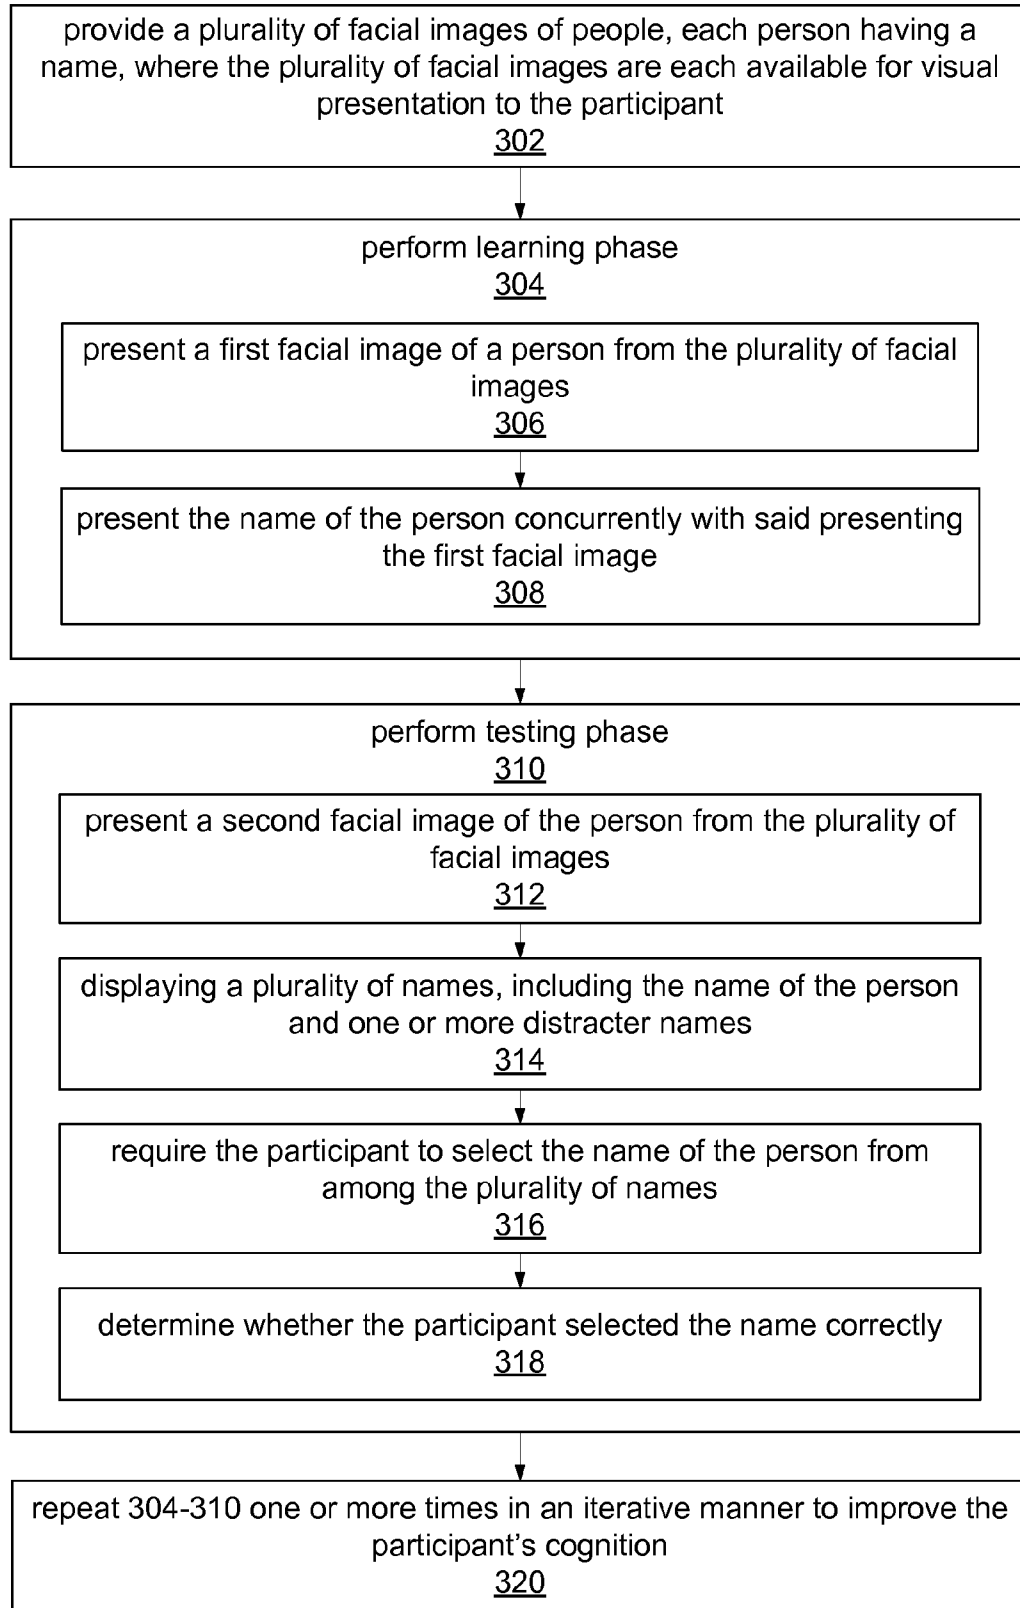 provide a plurality of facial images of people, each person having a
name, where the plurality of facial images are each available for visual
presentation to the participant
302
perform learning phase
304
present a first facial image of a person from the plurality of facial
images
306
present the name of the person concurrently with said presenting
the first facial image
308
perform testing phase
310
present a second facial image of the person from the plurality of
facial images
312
displaying a plurality of names, including the name of the person
and one or more distracter names
314
require the participant to select the name of the person from
among the plurality of names
316
determine whether the participant selected the name correctly
318
repeat 304-310 one or more times in an iterative manner to improve the
participant's cognition
320